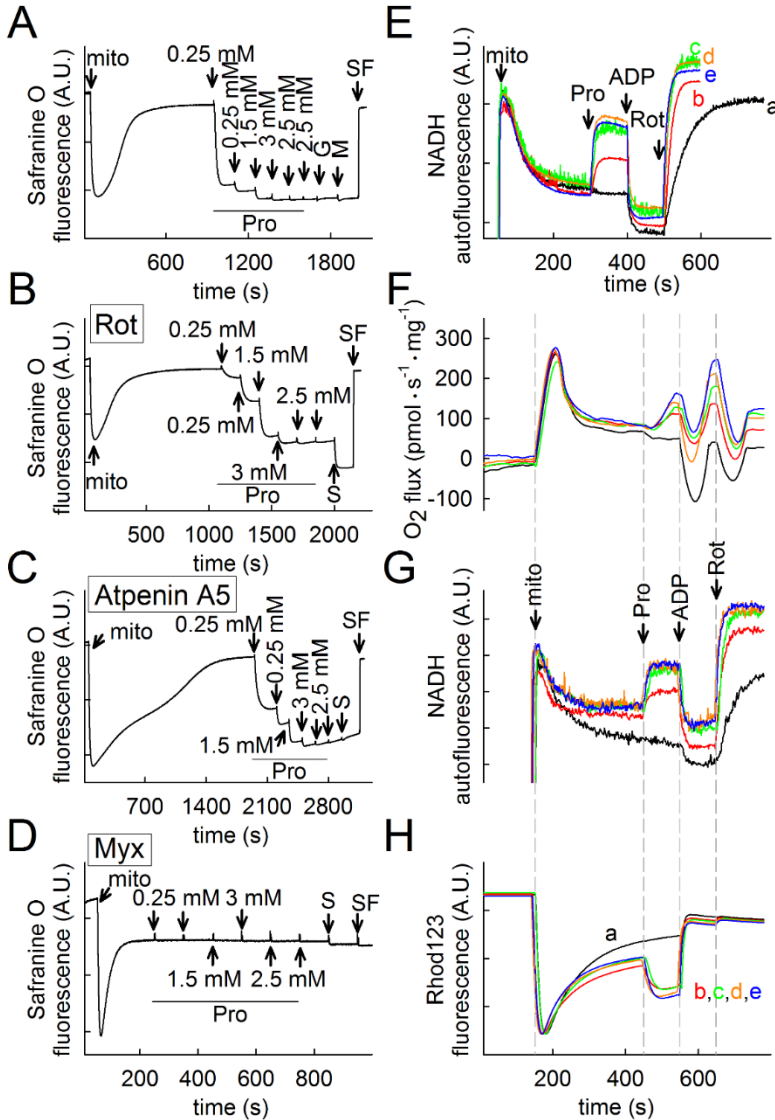 A
mito
0.25 mM
0.25 mM
1.5 mM
3 mM
2.5 mM
2.5 mM
G
M
SF
Pro
Safranine O
fluorescence (A.U.)
600 1200 1800
time (s)
B
Rot
0.25 mM
1.5 mM
2.5 mM
SF
0.25 mM
3 mM
mito
Pro
S
Safranine O
fluorescence (A.U.)
500 1000 1500 2000
time (s)
C
Atpenin A5
mito
0.25 mM
0.25 mM
3 mM
2.5 mM
S
SF
1.5 mM
Pro
Safranine O
fluorescence (A.U.)
700 1400 2100 2800
time (s)
D
Myx
mito
0.25 mM
3 mM
S
SF
1.5 mM
2.5 mM
Pro
Safranine O
fluorescence (A.U.)
200 400 600 800
time (s)
E
mito
Pro
ADP
Rot
c
d
e
b
a
NADH
autofluorescence (A.U.)
200 400 600
time (s)
F
300
200
100
0
-100
O2 flux (pmol · s-1 · mg-1)
G
mito
Pro
ADP
Rot
NADH
autofluorescence (A.U.)
H
a
b,c,d,e
Rhod123
fluorescence (A.U.)
200 400 600
time (s)